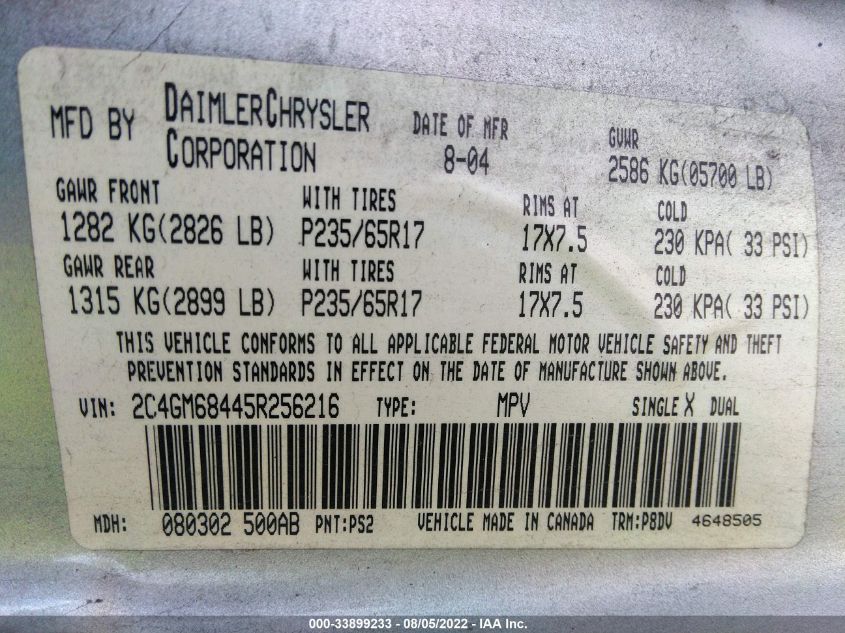 MFD BY DAIMLERCHRYSLER CORPORATION DATE OF MFR 8-04 GVWR 2586 KG(05700 LB)
GAWR FRONT WITH TIRES RIMS AT COLD
1282 KG(2826 LB) P235/65R17 17X7.5 230 KPA( 33 PSI)
GAWR REAR WITH TIRES RIMS AT COLD
1315 KG(2899 LB) P235/65R17 17X7.5 230 KPA( 33 PSI)
THIS VEHICLE CONFORMS TO ALL APPLICABLE FEDERAL MOTOR VEHICLE SAFETY AND THEFT
PREVENTION STANDARDS IN EFFECT ON THE DATE OF MANUFACTURE SHOWN ABOVE.
VIN: 2C4GM68445R256216 TYPE: MPV SINGLE X DUAL
MDH: 080302 500AB PNT:PS2 VEHICLE MADE IN CANADA TRM:P8DV 4648505
000-33899233 - 08/05/2022 - IAA Inc.